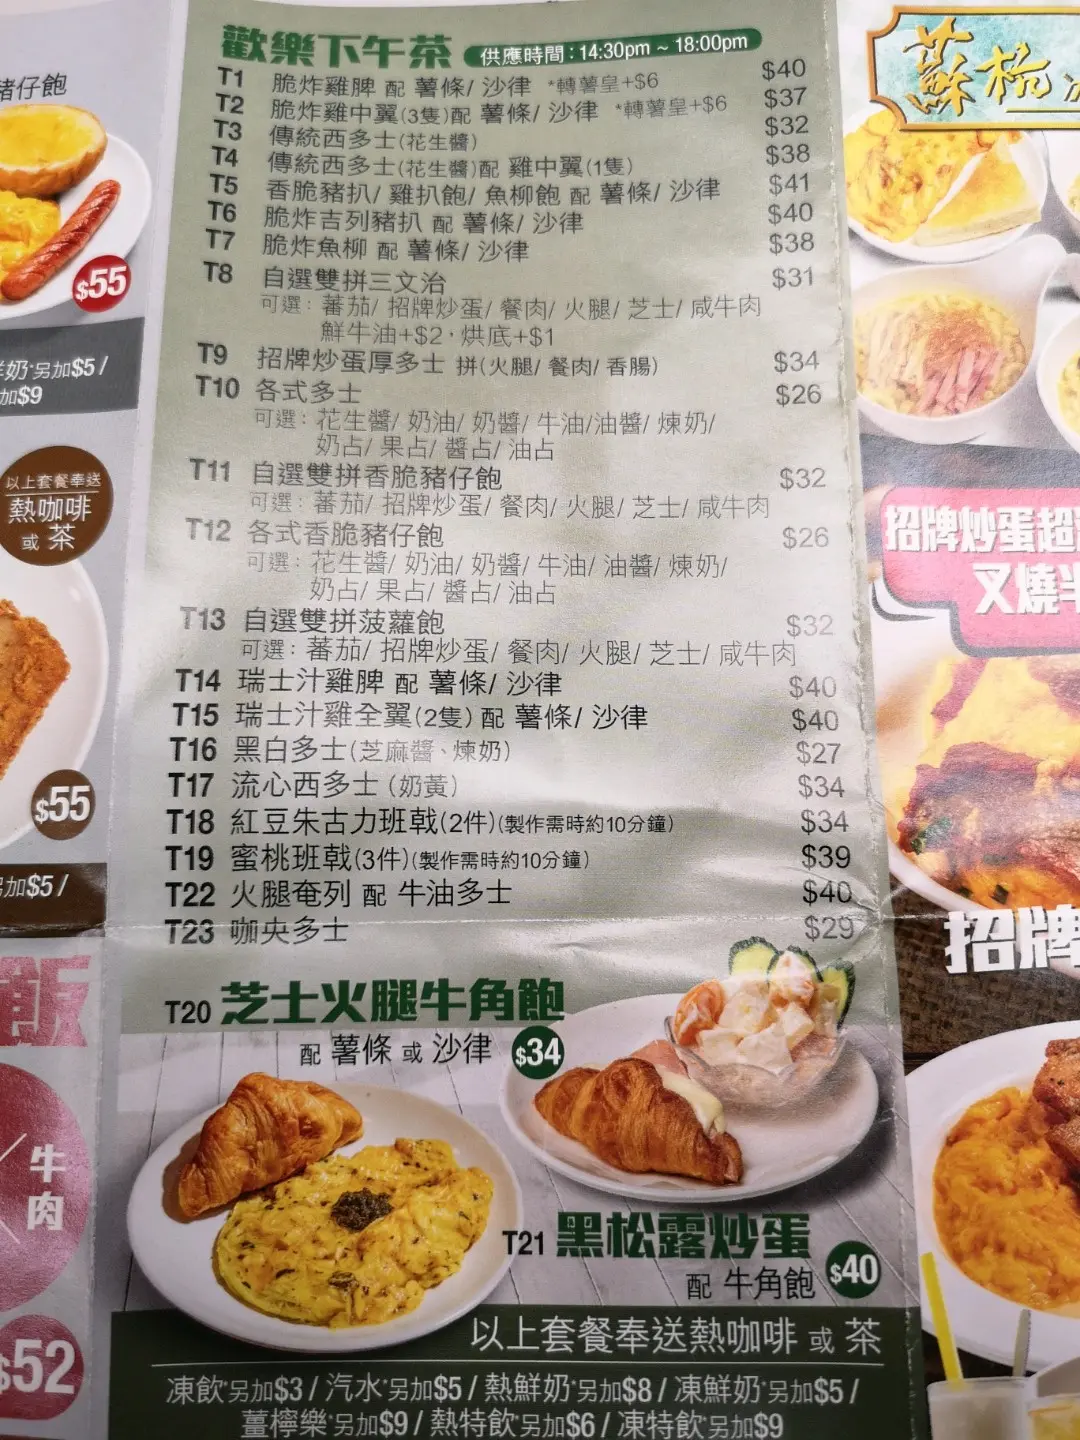 豬仔飽
$55
鮮奶*另加$5 /
加$9
以上套餐奉送
熱咖啡
或 茶
$55
另加$5 /
飯
牛
肉
$52
歡樂下午茶 供應時間：14:30pm ~ 18:00pm
T1 脆炸雞脾 配 薯條/ 沙律 *轉薯皇+$6 $40
T2 脆炸雞中翼(3隻)配 薯條/ 沙律 *轉薯皇+$6 $37
T3 傳統西多士(花生醬) $32
T4 傳統西多士(花生醬)配 雞中翼(1隻) $38
T5 香脆豬扒/ 雞扒飽/ 魚柳飽 配 薯條/ 沙律 $41
T6 脆炸吉列豬扒 配 薯條/ 沙律 $40
T7 脆炸魚柳 配 薯條/ 沙律 $38
T8 自選雙拼三文治 $31
可選：蕃茄/ 招牌炒蛋/ 餐肉/ 火腿/ 芝士/ 咸牛肉
鮮牛油+$2，烘底+$1
T9 招牌炒蛋厚多士 拼(火腿/ 餐肉/ 香腸) $34
T10 各式多士 $26
可選：花生醬/ 奶油/ 奶醬/ 牛油/油醬/ 煉奶/
奶占/ 果占/ 醬占/ 油占
T11 自選雙拼香脆豬仔飽 $32
可選：蕃茄/ 招牌炒蛋/ 餐肉/ 火腿/ 芝士/ 咸牛肉
T12 各式香脆豬仔飽 $26
可選：花生醬/ 奶油/ 奶醬/ 牛油/ 油醬/ 煉奶/
奶占/ 果占/ 醬占/ 油占
T13 自選雙拼菠蘿飽 $32
可選：蕃茄/ 招牌炒蛋/ 餐肉/ 火腿/ 芝士/ 咸牛肉
T14 瑞士汁雞脾 配 薯條/ 沙律 $40
T15 瑞士汁雞全翼(2隻) 配 薯條/ 沙律 $40
T16 黑白多士(芝麻醬、煉奶) $27
T17 流心西多士 (奶黃) $34
T18 紅豆朱古力班戟(2件)(製作需時約10分鐘) $34
T19 蜜桃班戟(3件)(製作需時約10分鐘) $39
T22 火腿奄列 配 牛油多士 $40
T23 咖央多士 $29
T20 芝士火腿牛角飽
配 薯條 或 沙律 $34
T21 黑松露炒蛋
配 牛角飽 $40
以上套餐奉送熱咖啡 或 茶
凍飲*另加$3 / 汽水*另加$5 / 熱鮮奶*另加$8 / 凍鮮奶*另加$5 /
薑檸樂*另加$9 / 熱特飲*另加$6 / 凍特飲*另加$9
蘇杭
招牌炒蛋超
叉燒半
招牌